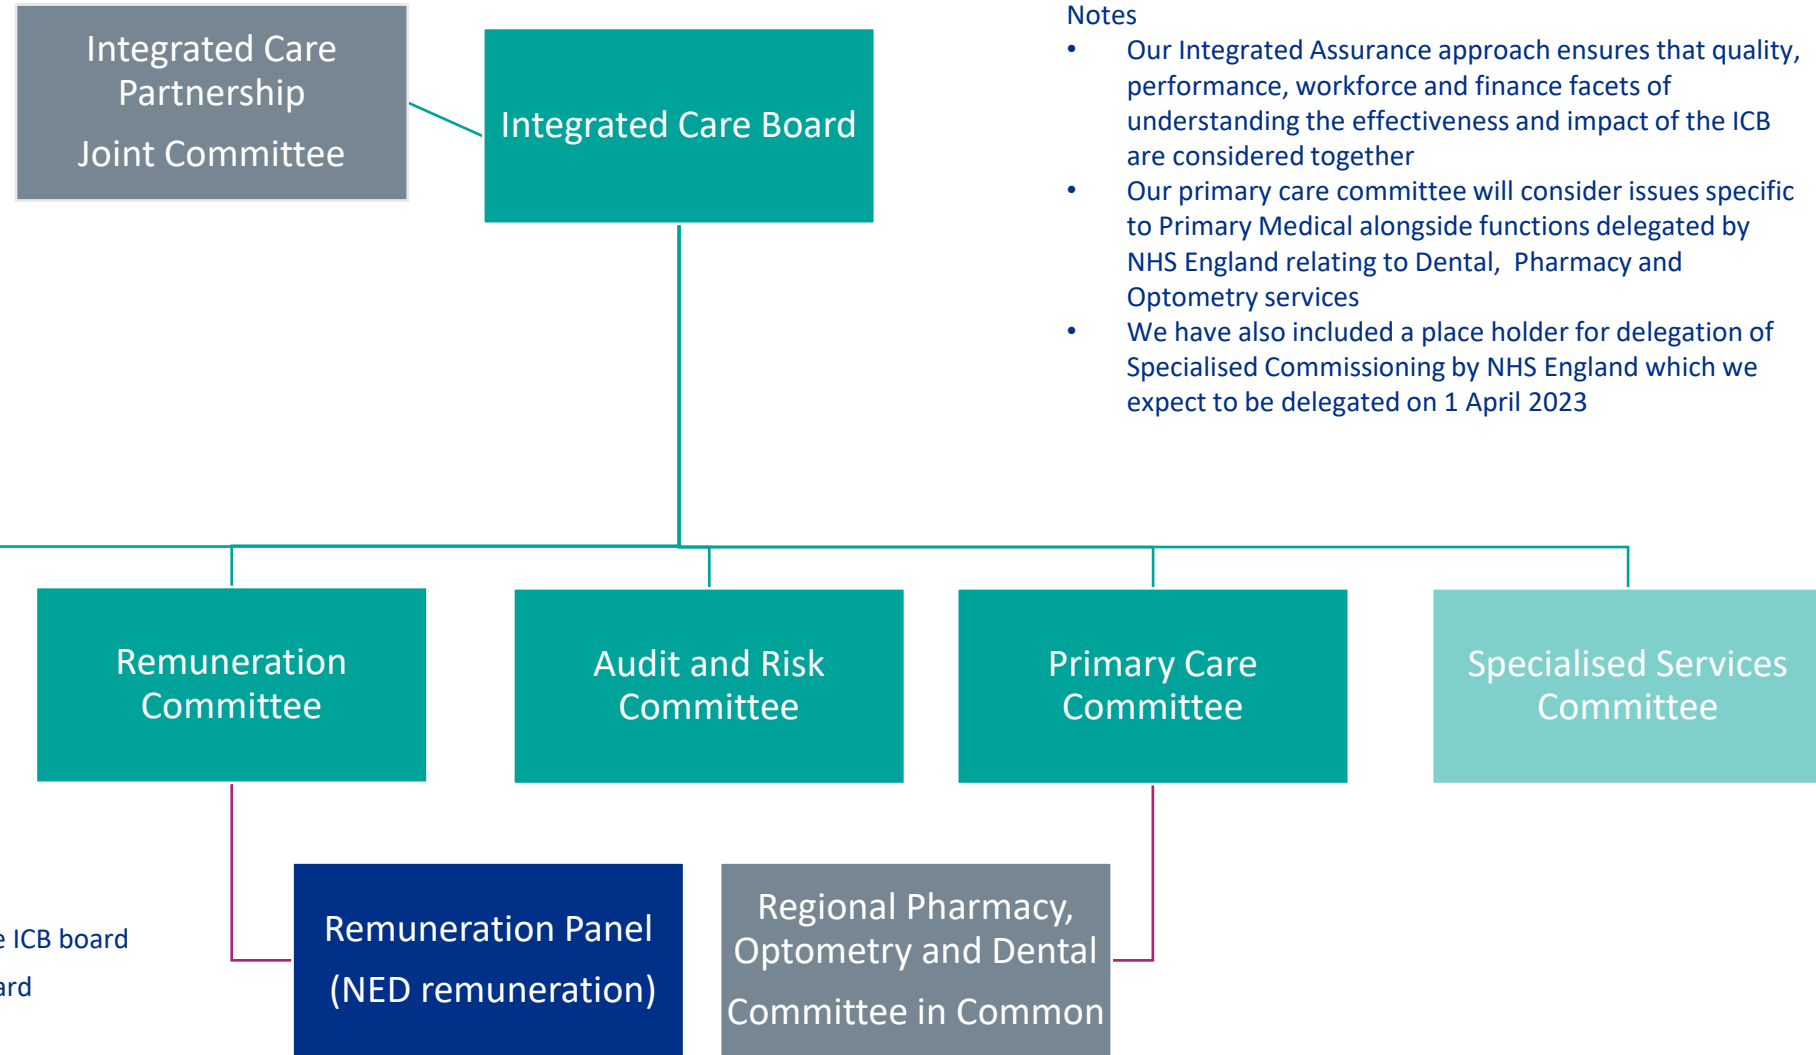 Integrated Care
Partnership
Joint Committee
Integrated Care Board
Notes
• Our Integrated Assurance approach ensures that quality,
performance, workforce and finance facets of
understanding the effectiveness and impact of the ICB
are considered together
• Our primary care committee will consider issues specific
to Primary Medical alongside functions delegated by
NHS England relating to Dental, Pharmacy and
Optometry services
• We have also included a place holder for delegation of
Specialised Commissioning by NHS England which we
expect to be delegated on 1 April 2023
Remuneration
Committee
Audit and Risk
Committee
Primary Care
Committee
Specialised Services
Committee
ICB board
Remuneration Panel
(NED remuneration)
Regional Pharmacy,
Optometry and Dental
Committee in Common